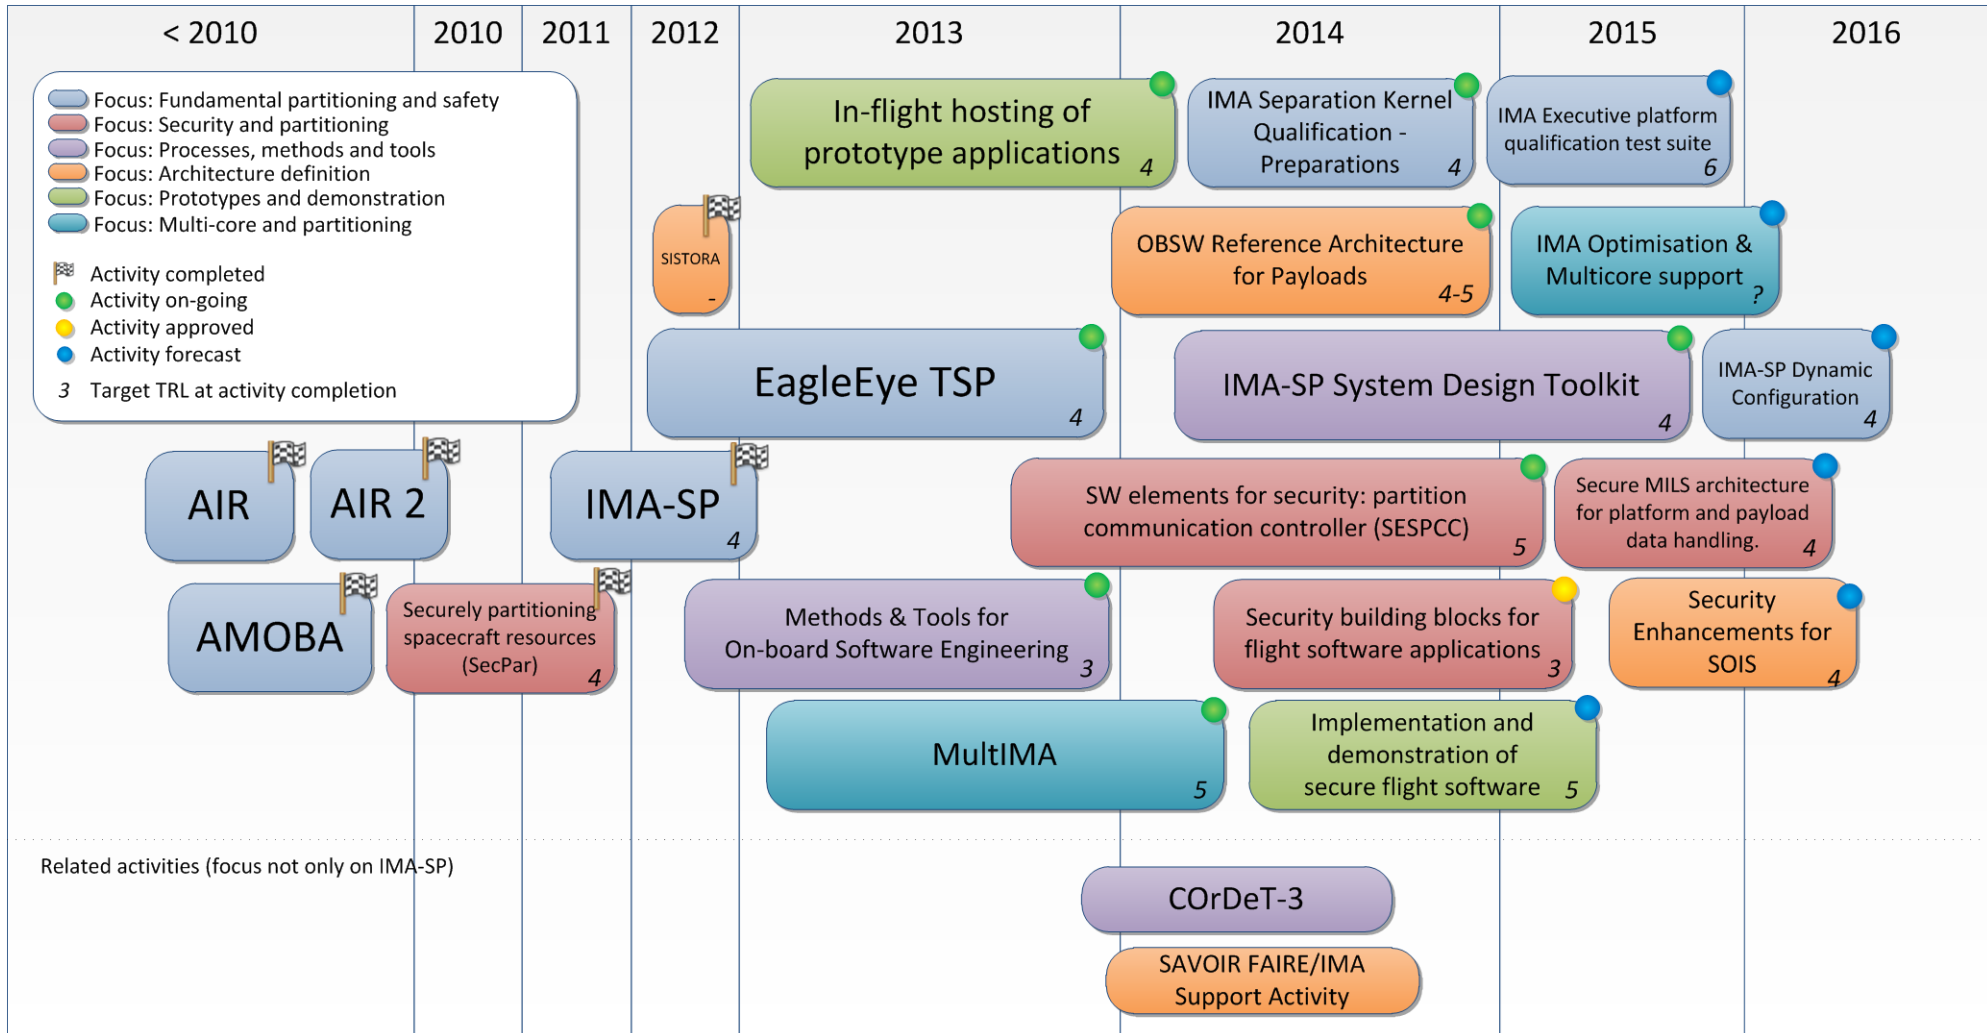 < 2010
2010
2011
2012
2013
2014
2015
2016
Focus: Fundamental partitioning and safety
Focus: Security and partitioning
Focus: Processes, methods and tools
Focus: Architecture definition
Focus: Prototypes and demonstration
Focus: Multi-core and partitioning
Activity completed
Activity on-going
Activity approved
Activity forecast
3 Target TRL at activity completion
In-flight hosting of
prototype applications
4
IMA Separation Kernel
Qualification -
Preparations
4
IMA Executive platform
qualification test suite
6
SISTORA
-
OBSW Reference Architecture
for Payloads
4-5
IMA Optimisation &
Multicore support
?
EagleEye TSP
4
IMA-SP System Design Toolkit
4
IMA-SP Dynamic
Configuration
4
AIR
AIR 2
IMA-SP
4
SW elements for security: partition
communication controller (SESPCC)
5
Secure MILS architecture
for platform and payload
data handling.
4
AMOBA
Securely partitioning
spacecraft resources
(SecPar)
4
Methods & Tools for
On-board Software Engineering
3
Security building blocks for
flight software applications
3
Security
Enhancements for
SOIS
4
MultIMA
5
Implementation and
demonstration of
secure flight software
5
Related activities (focus not only on IMA-SP)
COrDeT-3
SAVOIR FAIRE/IMA
Support Activity